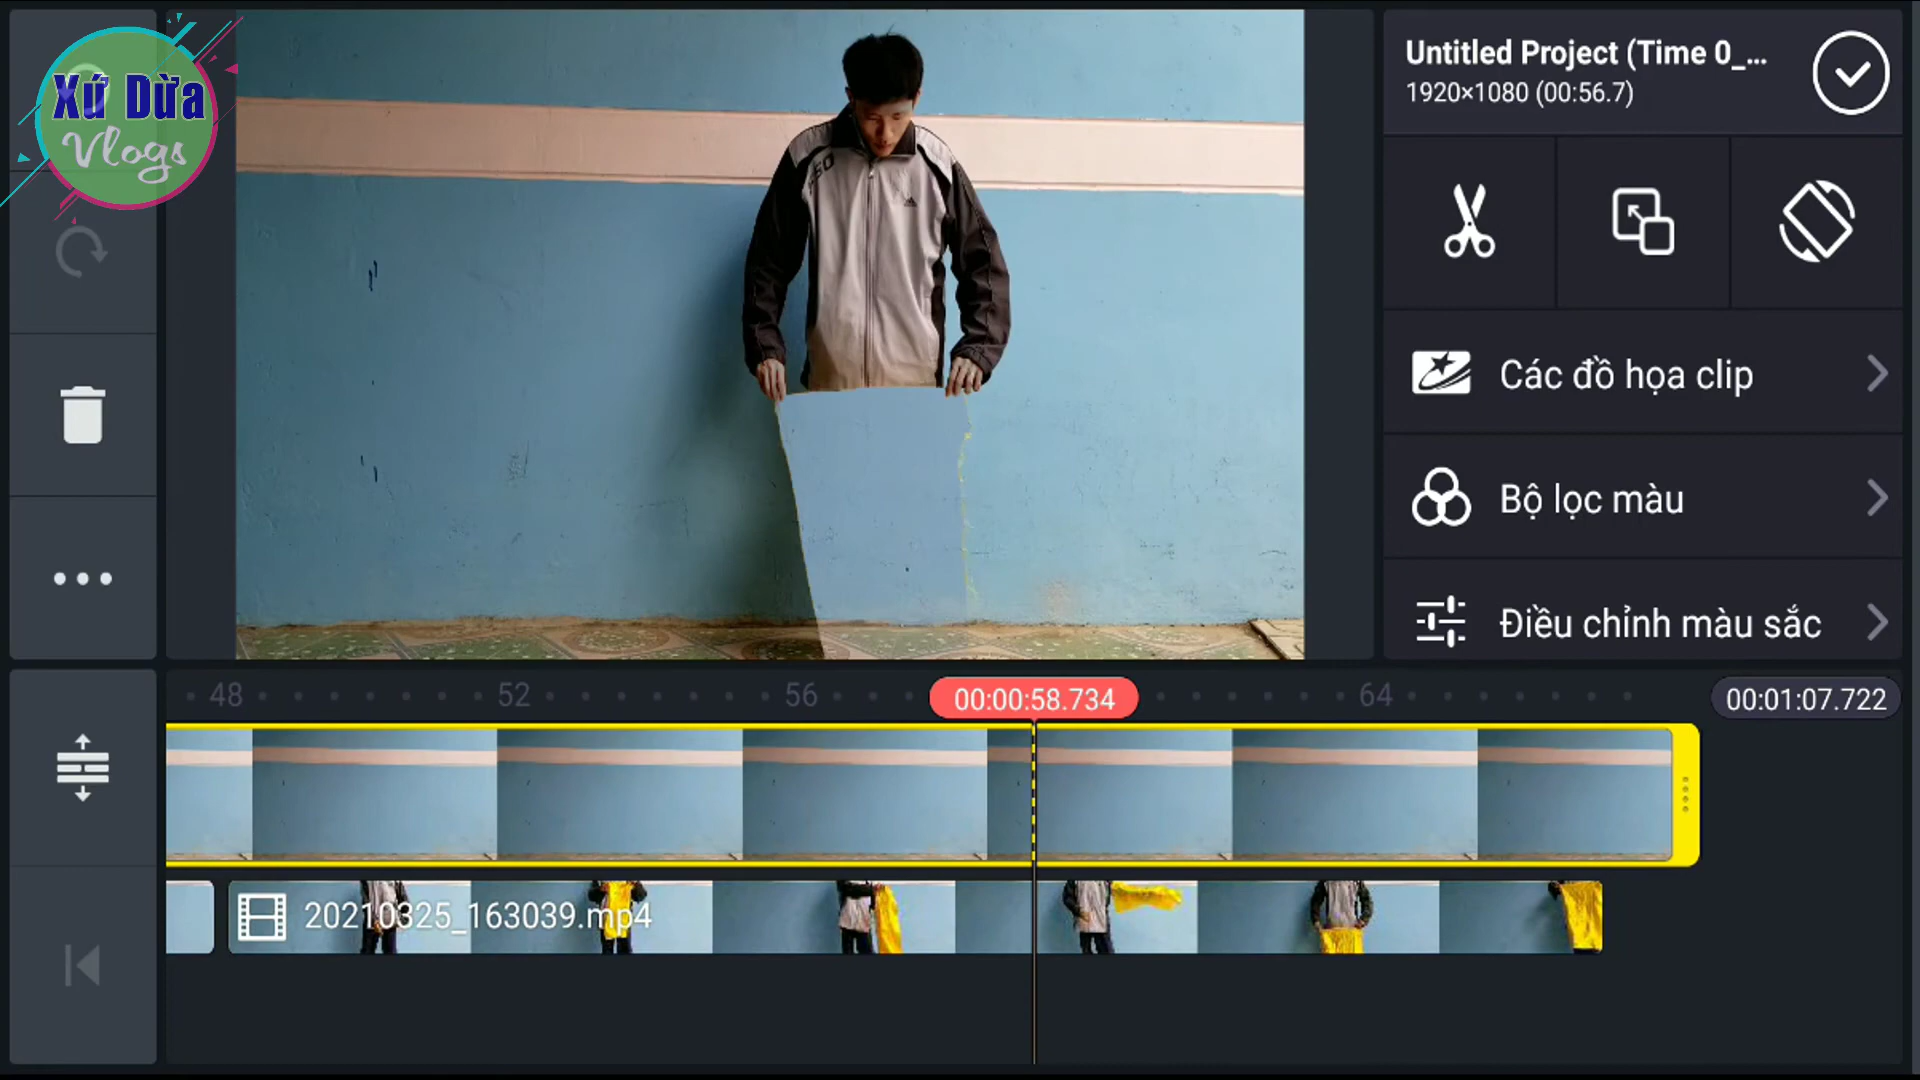 Xứ Dừa
Vlogs
Untitled Project (Time 0_...
1920×1080 (00:56.7)
Các đồ họa clip
Bộ lọc màu
Điều chỉnh màu sắc
48
52
56
00:00:58.734
64
00:01:07.722
20210325_163039.mp4